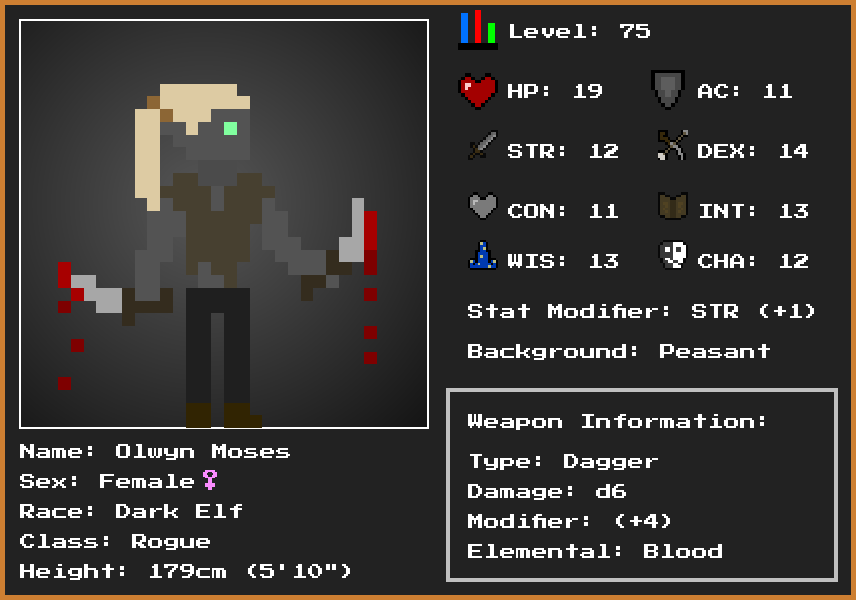 Level: 75
HP: 19 AC: 11
STR: 12 DEX: 14
CON: 11 INT: 13
WIS: 13 CHA: 12
Stat Modifier: STR (+1)
Background: Peasant
Weapon Information:
Type: Dagger
Damage: d6
Modifier: (+4)
Elemental: Blood
Name: Olwyn Moses
Sex: Female♀
Race: Dark Elf
Class: Rogue
Height: 179cm (5'10")